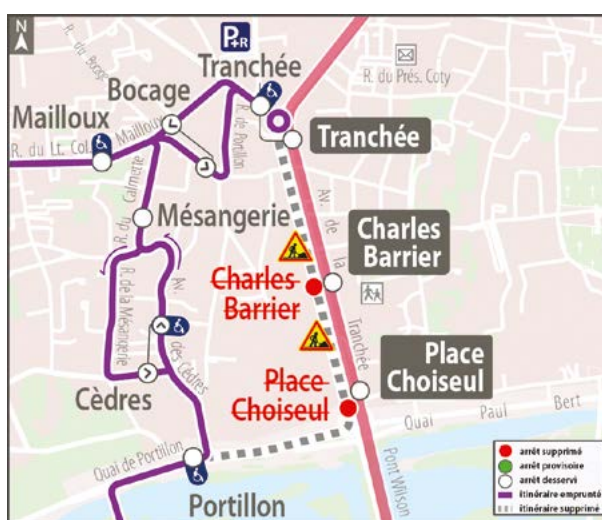 N
R. du Bocage
P+R
Tranchée
R. du Prés. Coty
Bocage
Mailloux
R. du Lt. Col.
Mailloux
R. de Portillon
Tranchée
R. du Calmette
Mésangerie
Av. de la Tranchée
Charles
Barrier
Charles
Barrier
R. de la Mésangerie
Av. des Cèdres
Place
Choiseul
Place
Choiseul
Cèdres
Quai Paul Bert
Quai de Portillon
Pont Wilson
Portillon
arrêt supprimé
arrêt provisoire
arrêt desservi
itinéraire emprunté
itinéraire supprimé